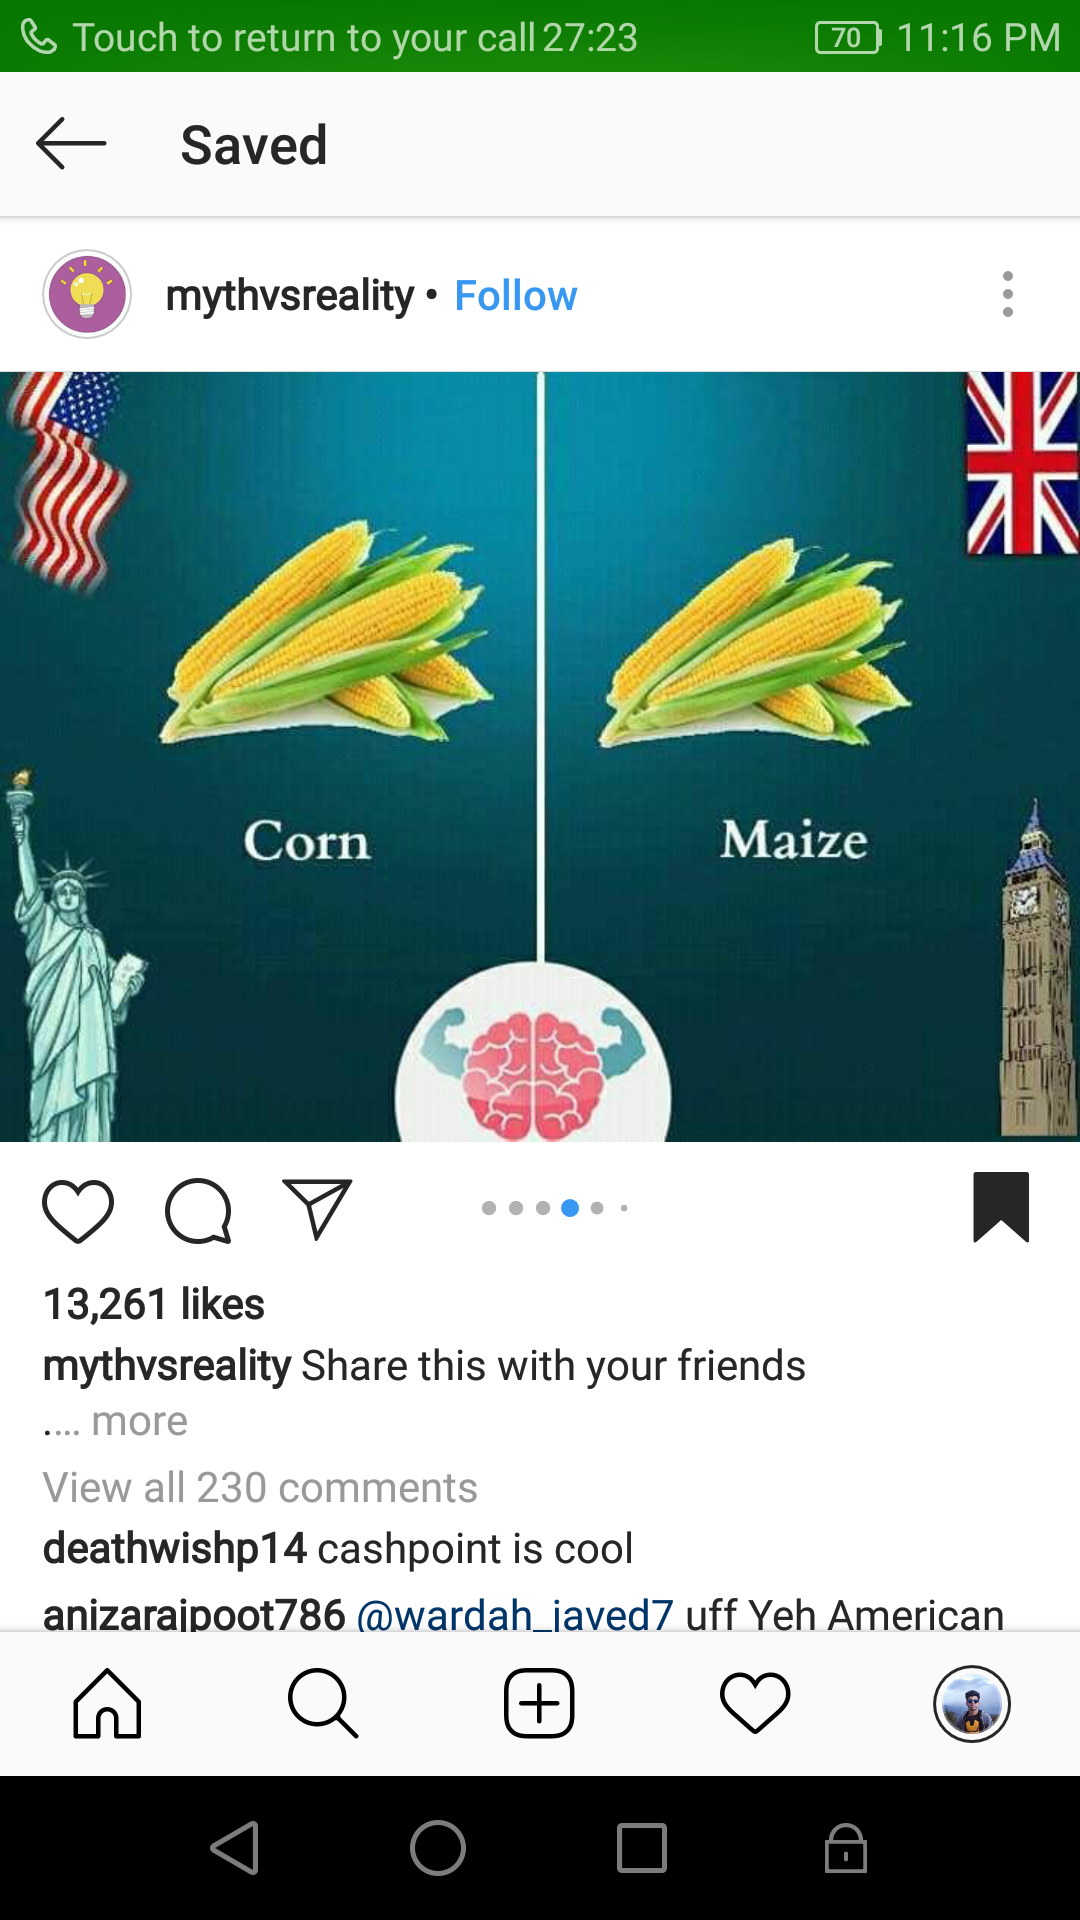 Touch to return to your call 27:23 70 11:16 PM
Saved
mythvsreality • Follow
Corn Maize
13,261 likes
mythvsreality Share this with your friends
.... more
View all 230 comments
deathwishp14 cashpoint is cool
anizarajpoot786 @wardah_javed7 uff Yeh American